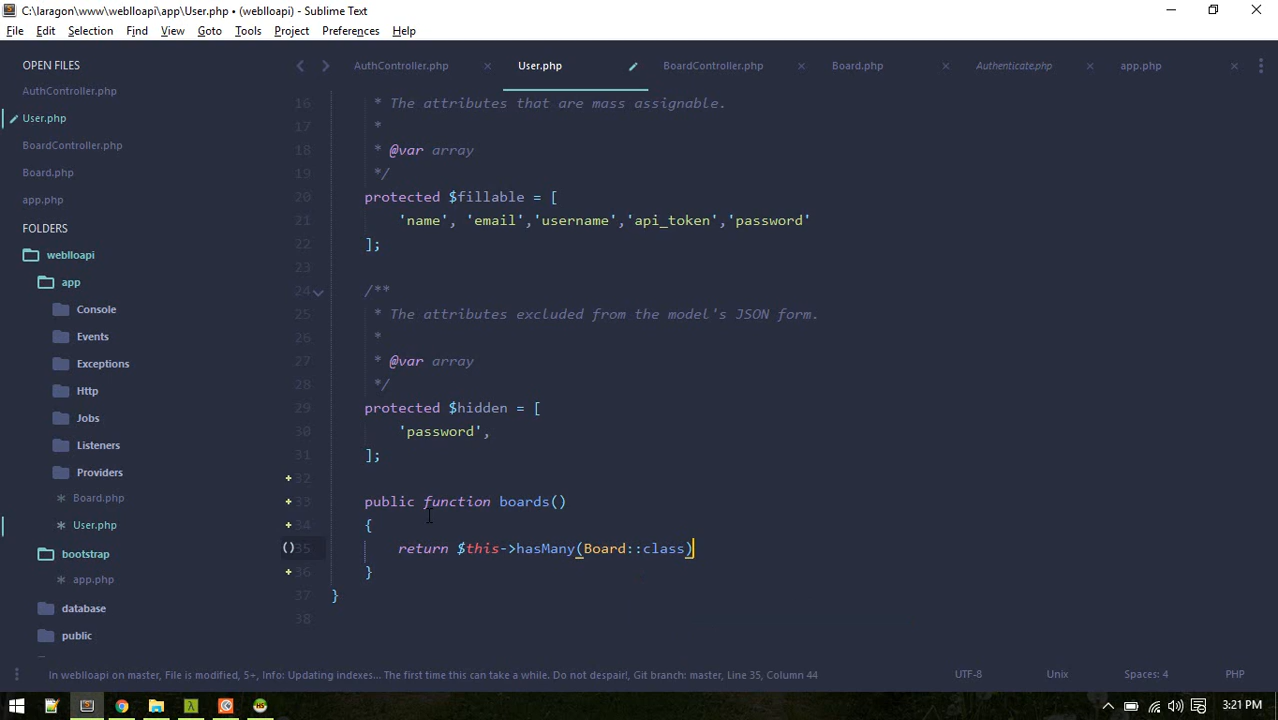 C:\laragon\www\weblloapi\app\User.php • (weblloapi) - Sublime Text
File Edit Selection Find View Goto Tools Project Preferences Help
OPEN FILES
AuthController.php
User.php
BoardController.php
Board.php
app.php
FOLDERS
weblloapi
app
Console
Events
Exceptions
Http
Jobs
Listeners
Providers
Board.php
User.php
bootstrap
app.php
database
public
AuthController.php User.php BoardController.php Board.php Authenticate.php app.php
16 * The attributes that are mass assignable.
17 *
18 * @var array
19 */
20 protected $fillable = [
21 'name', 'email','username','api_token','password'
22 ];
23
24 /**
25 * The attributes excluded from the model's JSON form.
26 *
27 * @var array
28 */
29 protected $hidden = [
30 'password',
31 ];
32
33 public function boards()
34 {
35 return $this->hasMany(Board::class)
36 }
37 }
38
In weblloapi on master, File is modified, 5+, Info: Updating indexes... The first time this can take a while. Do not despair!, Git branch: master, Line 35, Column 44 UTF-8 Unix Spaces: 4 PHP
3:21 PM